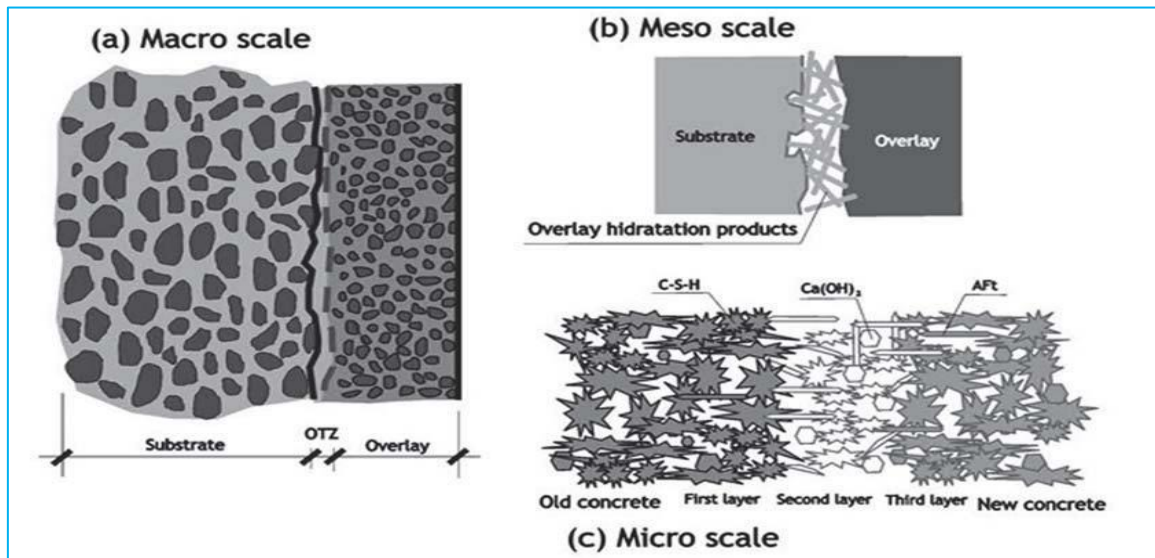 (a) Macro scale
Substrate
OTZ
Overlay
(b) Meso scale
Substrate
Overlay
Overlay hidratation products
C-S-H
Ca(OH)₂
AFt
Old concrete
First layer
Second layer
Third layer
New concrete
(c) Micro scale